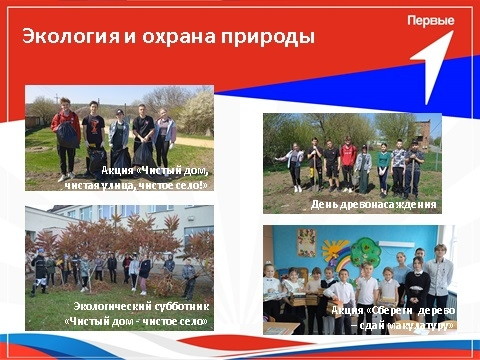 Первые
Экология и охрана природы
Акция «Чистый дом,
чистая улица, чистое село!»
День древонасаждения
Экологический субботник
«Чистый дом - чистое село»
Акция «Сбереги дерево
– сдай макулатуру»